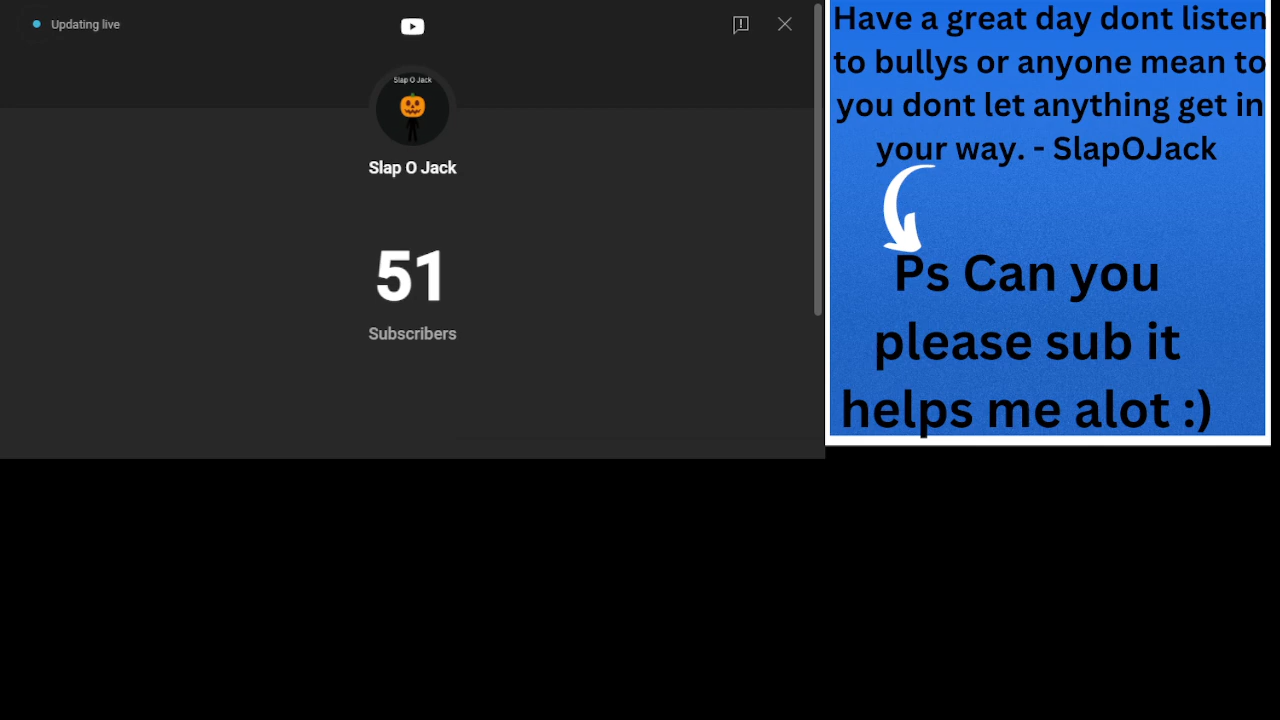 Updating live
Slap O Jack
Slap O Jack
51
Subscribers
Have a great day dont listen
to bullys or anyone mean to
you dont let anything get in
your way. - SlapOJack
Ps Can you
please sub it
helps me alot :)